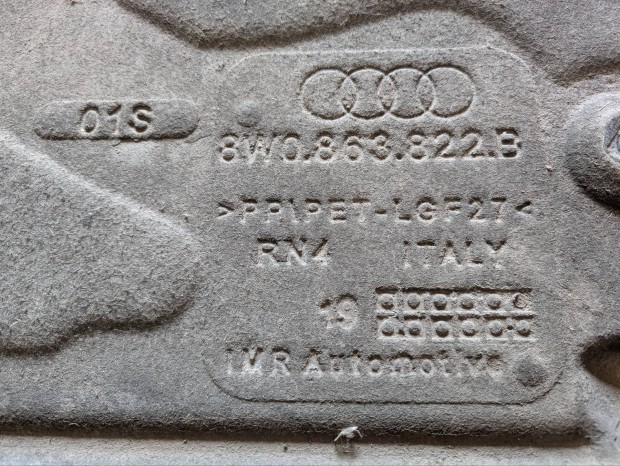 01S
8W0.863.822.B
>PP\PET-LGF27<
RN4 ITALY
19
IMR Automotive